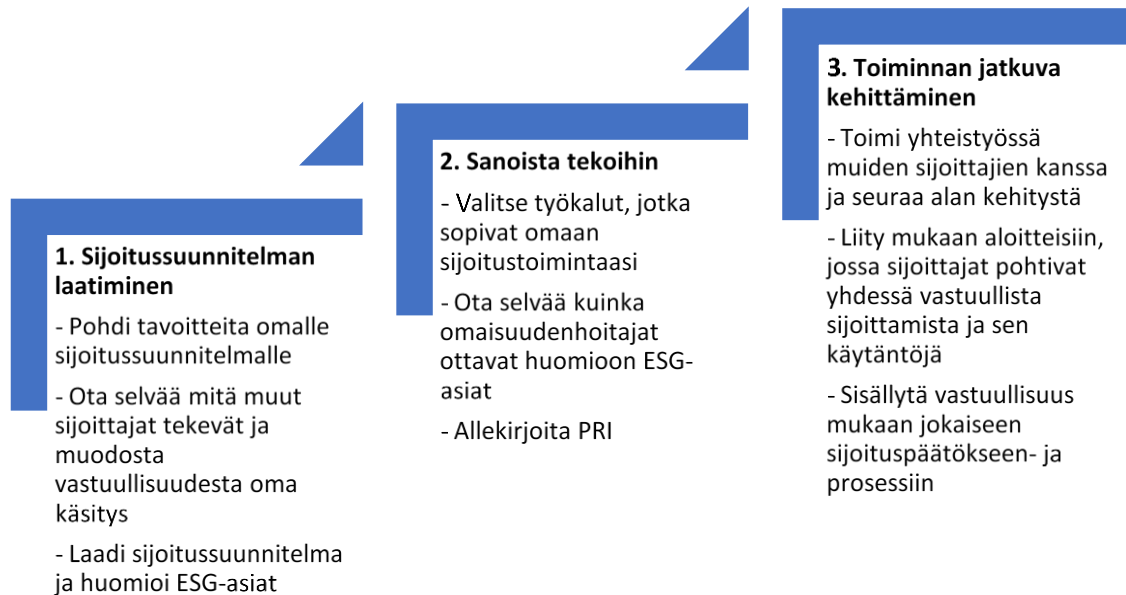 1. Sijoitussuunnitelman
laatiminen
- Pohdi tavoitteita omalle
sijoitussuunnitelmalle
- Ota selvää mitä muut
sijoittajat tekevät ja
muodosta
vastuullisuudesta oma
käsitys
- Laadi sijoitussuunnitelma
ja huomioi ESG-asiat
2. Sanoista tekoihin
- Valitse työkalut, jotka
sopivat omaan
sijoitustoimintaasi
- Ota selvää kuinka
omaisuudenhoitajat
ottavat huomioon ESG-
asiat
- Allekirjoita PRI
3. Toiminnan jatkuva
kehittäminen
- Toimi yhteistyössä
muiden sijoittajien kanssa
ja seuraa alan kehitystä
- Liity mukaan aloitteisiin,
jossa sijoittajat pohtivat
yhdessä vastuullista
sijoittamista ja sen
käytäntöjä
- Sisällytä vastuullisuus
mukaan jokaiseen
sijoituspäätökseen- ja
prosessiin